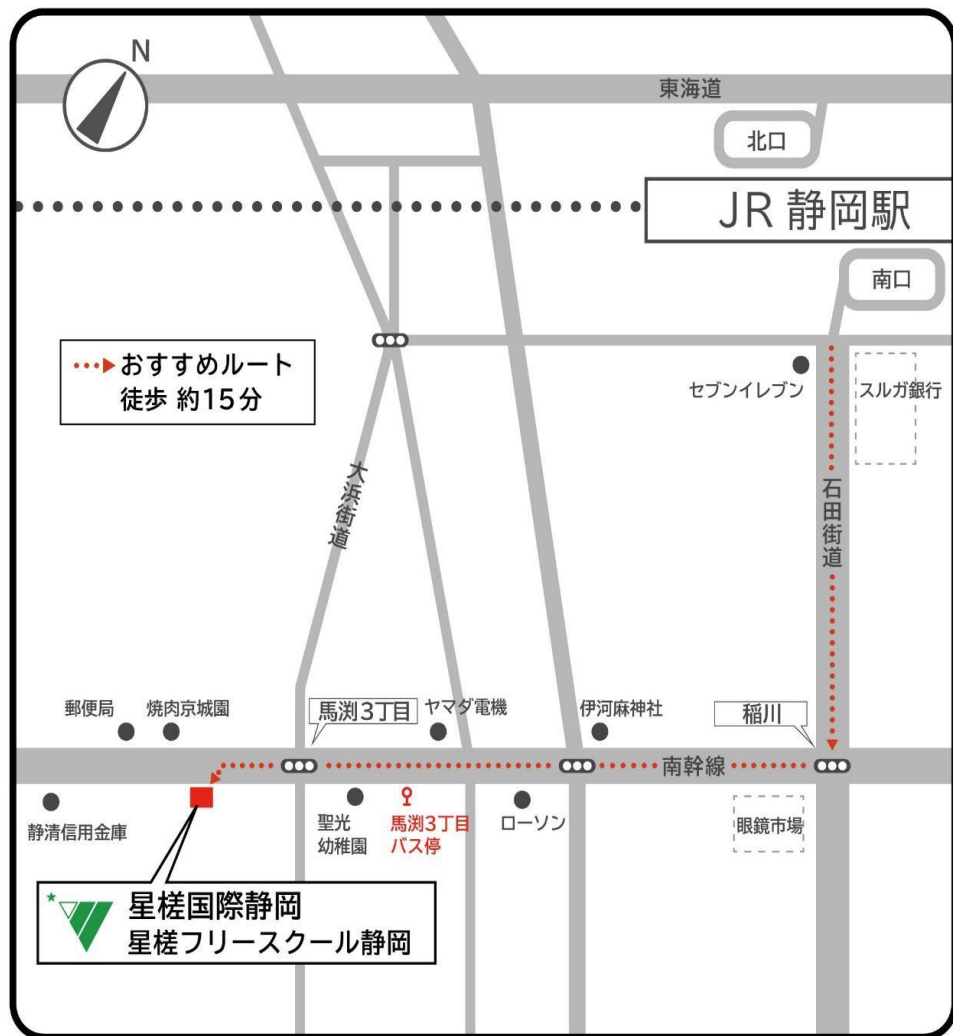 N
東海道
北口
JR 静岡駅
南口
おすすめルート
徒歩 約15分
セブンイレブン
スルガ銀行
大浜街道
石田街道
郵便局
焼肉京城園
馬渕3丁目
ヤマダ電機
伊河麻神社
稲川
南幹線
静清信用金庫
聖光
幼稚園
馬渕3丁目
バス停
ローソン
眼鏡市場
星槎国際静岡
星槎フリースクール静岡